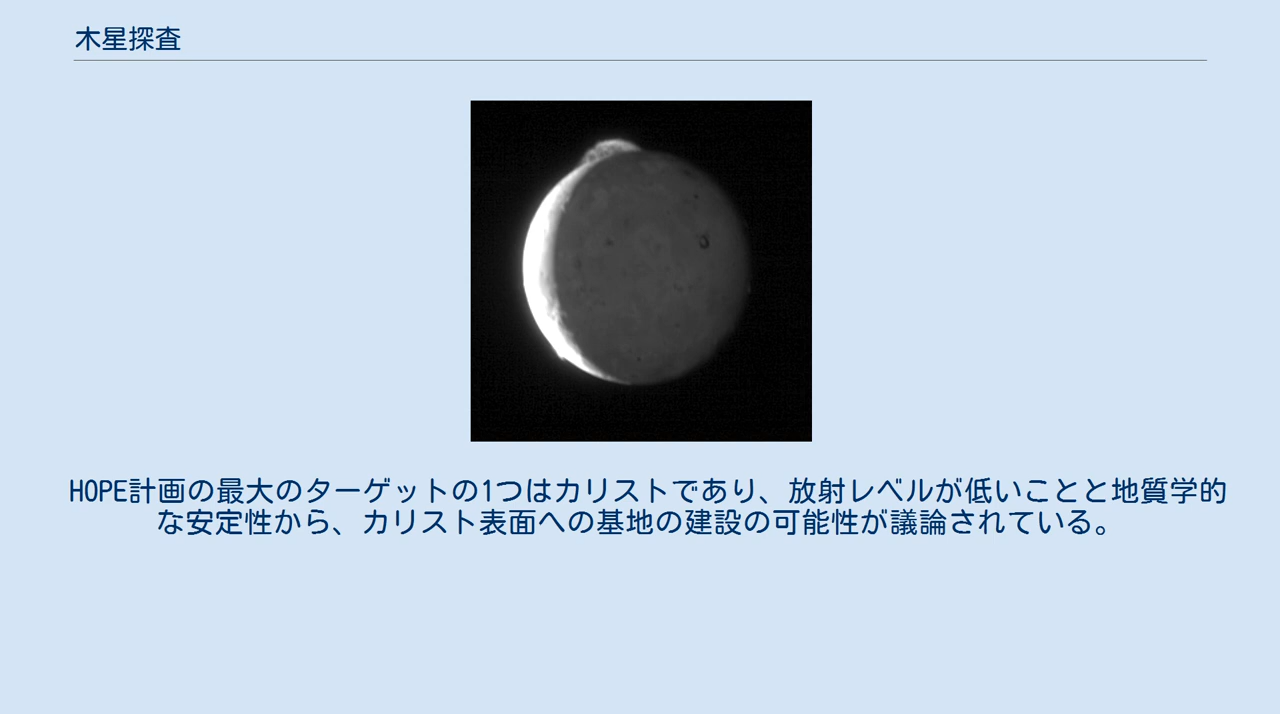 木星探査
HOPE計画の最大のターゲットの1つはカリストであり、放射レベルが低いことと地質学的
な安定性から、カリスト表面への基地の建設の可能性が議論されている。